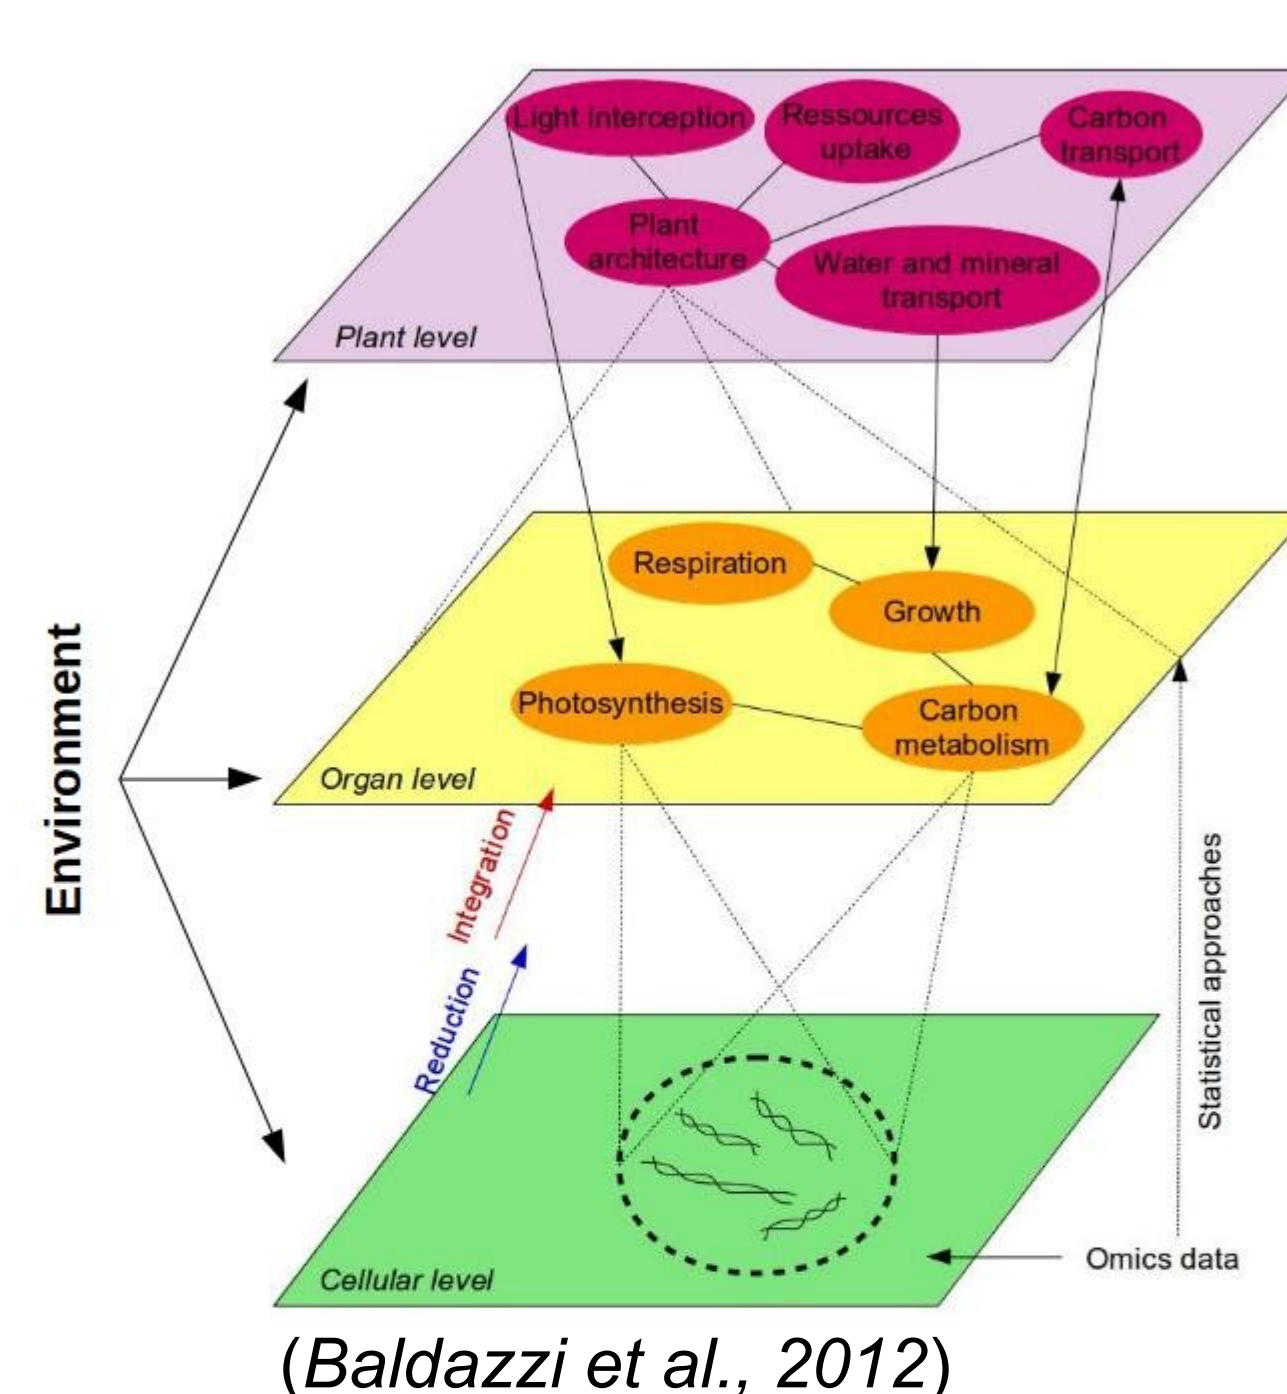 Light interception
Ressources
uptake
Carbon
transport
Plant
architecture
Water and mineral
transport
Plant level
Respiration
Growth
Photosynthesis
Carbon
metabolism
Organ level
Environment
Integration
Reduction
Statistical approaches
Omics data
Cellular level
(Baldazzi et al., 2012)